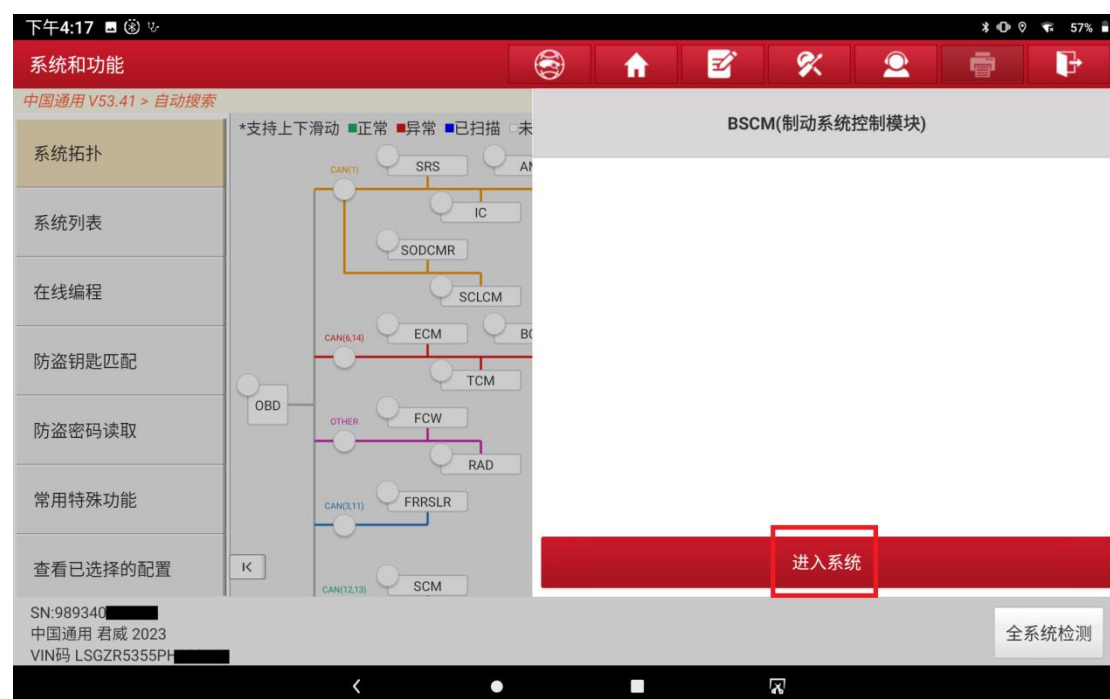 下午4:17
57%
系统和功能
中国通用 V53.41 > 自动搜索
系统拓扑
系统列表
在线编程
防盗钥匙匹配
防盗密码读取
常用特殊功能
查看已选择的配置
*支持上下滑动 ■正常 ■异常 ■已扫描 □未
CAN(1)
SRS
IC
SODCMR
SCLCM
CAN(6,14)
ECM
TCM
OBD
OTHER
FCW
RAD
CAN(3,11)
FRRSLR
CAN(12,13)
SCM
BSCM(制动系统控制模块)
进入系统
SN:989340
中国通用 君威 2023
VIN码 LSGZR5355PH
全系统检测